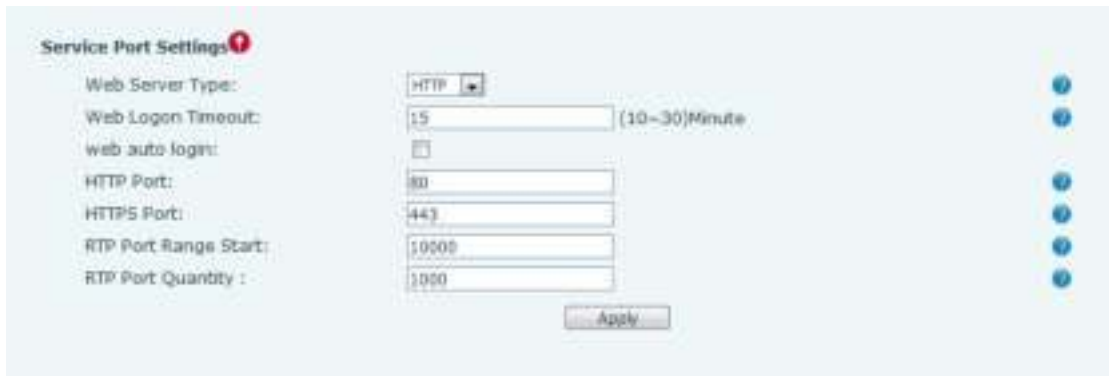 Service Port Settings
Web Server Type: HTTP
Web Logon Timeout: 15 (10~30)Minute
web auto login:
HTTP Port: 80
HTTPS Port: 443
RTP Port Range Start: 10000
RTP Port Quantity : 1000
Apply